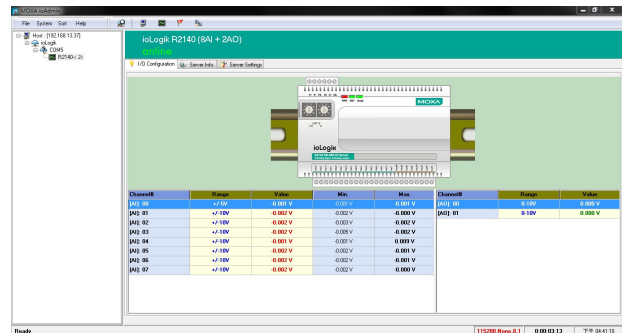 MOXA ioAdmin
File System Sort Help
Host : [192.168.13.37]
ioLogik
COM5
R2140-( 2>
ioLogik R2140 (8AI + 2AO)
online
I/O Configuration Server Info. Server Settings
MOXA
ioLogik
Channel# Range Value Min. Max
[AI]: 00 +/-5V -0.001 V -0.001 V -0.001 V
[AI]: 01 +/-10V -0.002 V -0.002 V -0.000 V
[AI]: 02 +/-10V -0.002 V -0.003 V -0.002 V
[AI]: 03 +/-10V -0.002 V -0.005 V -0.002 V
[AI]: 04 +/-10V -0.001 V -0.001 V 0.009 V
[AI]: 05 +/-10V -0.002 V -0.002 V -0.001 V
[AI]: 06 +/-10V -0.002 V -0.002 V -0.001 V
[AI]: 07 +/-10V -0.002 V -0.002 V -0.000 V
Channel# Range Value
[AO]: 00 0-10V 0.000 V
[AO]: 01 0-10V 0.000 V
Ready
115200,None,8,1 0:00:03:13 下午 04:41:10